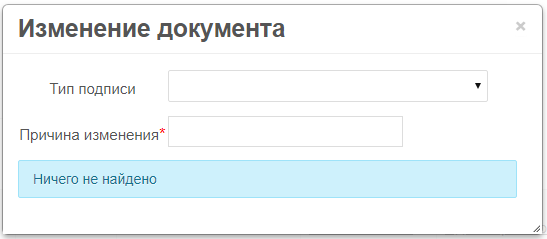 Изменение документа
×
Тип подписи
Причина изменения*
Ничего не найдено